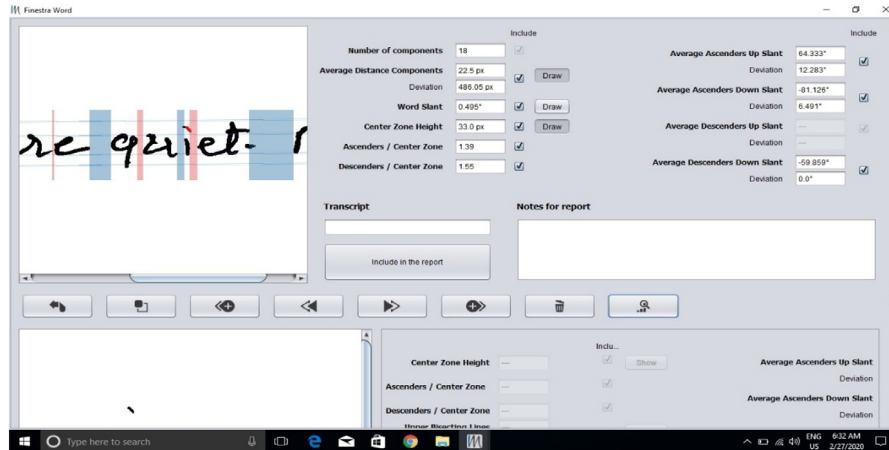 Finestra Word
Include
Include
Number of components 18
Average Distance Components 22.5 px Draw
Deviation 486.05 px
Word Slant 0.495° Draw
Center Zone Height 33.0 px Draw
Ascenders / Center Zone 1.39
Descenders / Center Zone 1.55
Average Ascenders Up Slant 64.333°
Deviation 12.283°
Average Ascenders Down Slant -81.126°
Deviation 6.491°
Average Descenders Up Slant ---
Deviation ---
Average Descenders Down Slant -59.859°
Deviation 0.0°
re quiet.
Transcript
Notes for report
Include in the report
Inclu...
Center Zone Height --- Show
Ascenders / Center Zone ---
Descenders / Center Zone ---
Upper Bisecting Lines
Average Ascenders Up Slant
Deviation
Average Ascenders Down Slant
Deviation
Type here to search
ENG 6:32 AM
US 2/27/2020